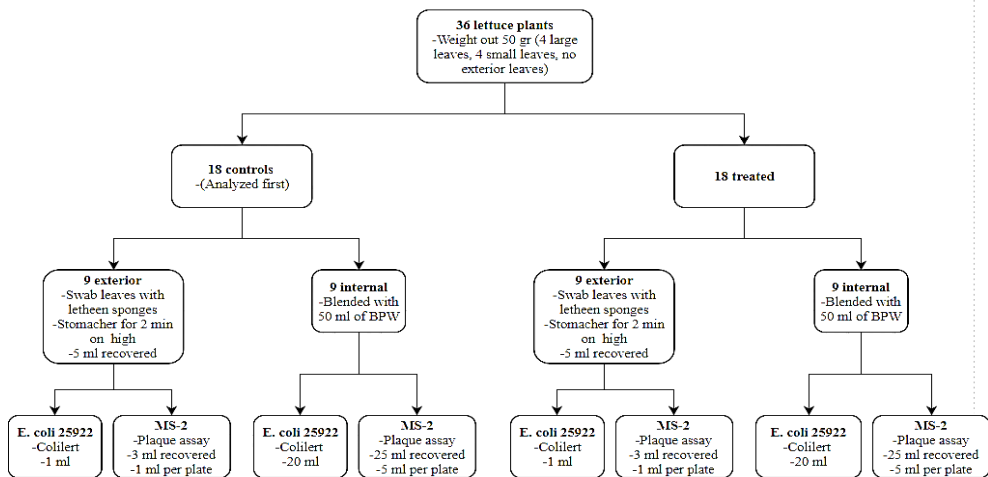 36 lettuce plants
-Weight out 50 gr (4 large
leaves, 4 small leaves, no
exterior leaves)
18 controls
-(Analyzed first)
18 treated
9 exterior
-Swab leaves with
letheen sponges
-Stomacher for 2 min
on high
-5 ml recovered
9 internal
-Blended with
50 ml of BPW
9 exterior
-Swab leaves with
letheen sponges
-Stomacher for 2 min
on high
-5 ml recovered
9 internal
-Blended with
50 ml of BPW
E. coli 25922
-Colilert
-1 ml
MS-2
-Plaque assay
-3 ml recovered
-1 ml per plate
E. coli 25922
-Colilert
-20 ml
MS-2
-Plaque assay
-25 ml recovered
-5 ml per plate
E. coli 25922
-Colilert
-1 ml
MS-2
-Plaque assay
-3 ml recovered
-1 ml per plate
E. coli 25922
-Colilert
-20 ml
MS-2
-Plaque assay
-25 ml recovered
-5 ml per plate